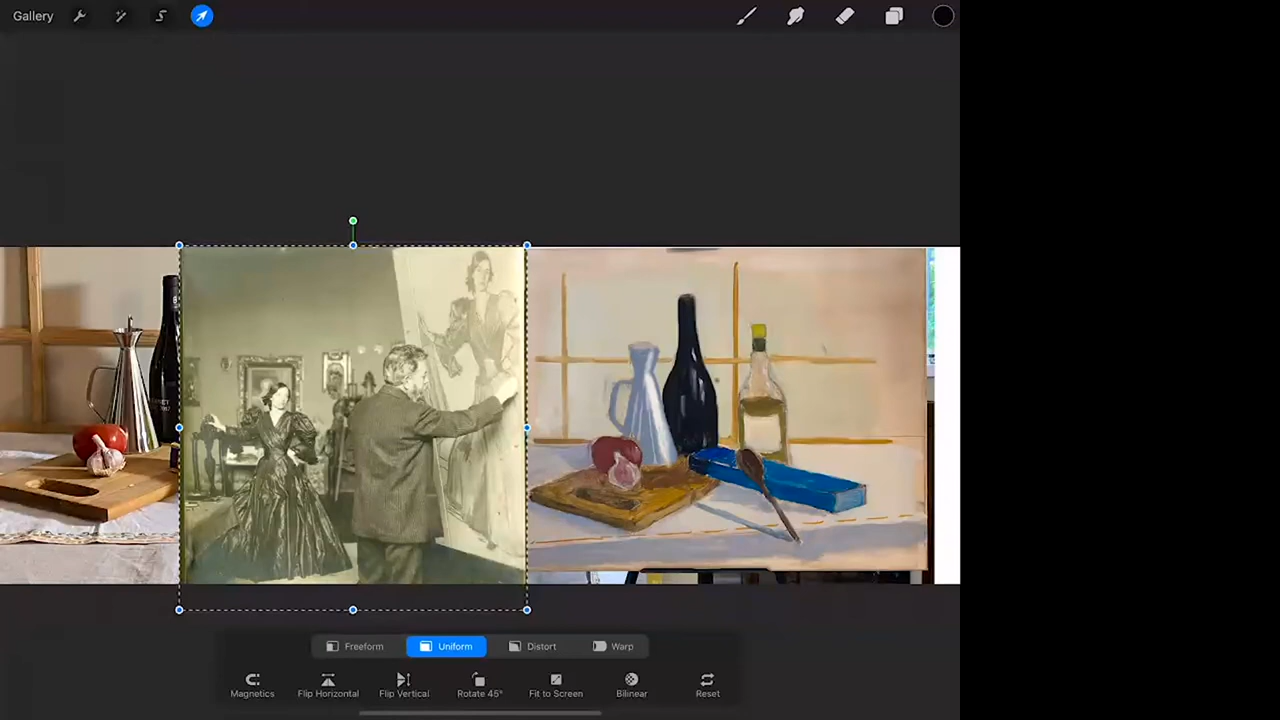 Gallery
Freeform Uniform Distort Warp
Magnetics Flip Horizontal Flip Vertical Rotate 45° Fit to Screen Bilinear Reset